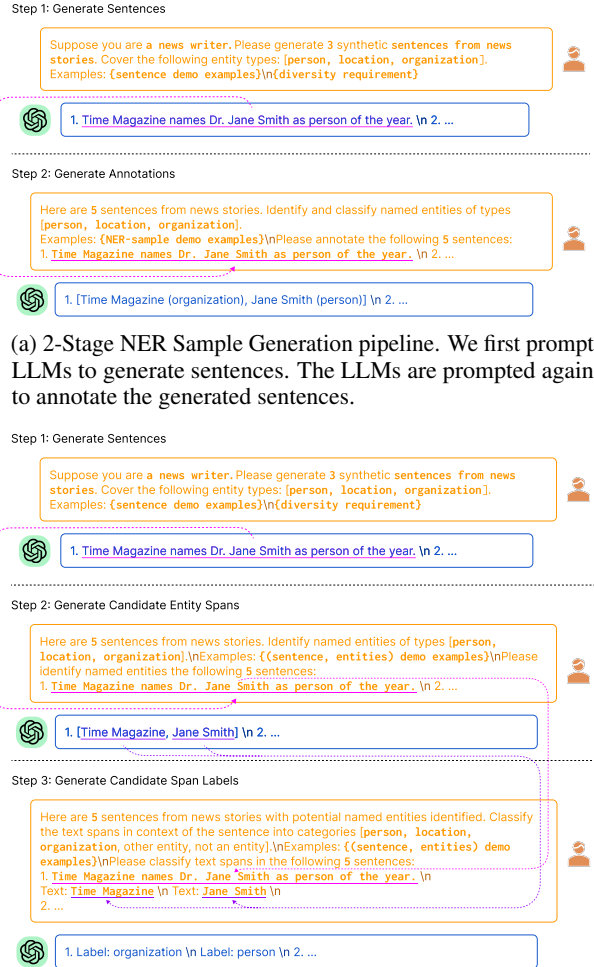 Step 1: Generate Sentences
Suppose you are a news writer. Please generate 3 synthetic sentences from news
stories. Cover the following entity types: [person, location, organization].
Examples: {sentence demo examples}\n{diversity requirement}
1. Time Magazine names Dr. Jane Smith as person of the year. \n 2. ...
Step 2: Generate Annotations
Here are 5 sentences from news stories. Identify and classify named entities of types
[person, location, organization].
Examples: {NER-sample demo examples}\nPlease annotate the following 5 sentences:
1. Time Magazine names Dr. Jane Smith as person of the year. \n 2. ...
1. [Time Magazine (organization), Jane Smith (person)] \n 2. ...
(a) 2-Stage NER Sample Generation pipeline. We first prompt
LLMs to generate sentences. The LLMs are prompted again
to annotate the generated sentences.
Step 1: Generate Sentences
Suppose you are a news writer. Please generate 3 synthetic sentences from news
stories. Cover the following entity types: [person, location, organization].
Examples: {sentence demo examples}\n{diversity requirement}
1. Time Magazine names Dr. Jane Smith as person of the year. \n 2. ...
Step 2: Generate Candidate Entity Spans
Here are 5 sentences from news stories. Identify named entities of types [person,
location, organization].\nExamples: {(sentence, entities) demo examples}\nPlease
identify named entities the following 5 sentences:
1. Time Magazine names Dr. Jane Smith as person of the year. \n 2. ...
1. [Time Magazine, Jane Smith] \n 2. ...
Step 3: Generate Candidate Span Labels
Here are 5 sentences from news stories with potential named entities identified. Classify
the text spans in context of the sentence into categories [person, location,
organization, other entity, not an entity].\nExamples: {(sentence, entities) demo
examples}\nPlease classify text spans in the following 5 sentences:
1. Time Magazine names Dr. Jane Smith as person of the year. \n
Text: Time Magazine \n Text: Jane Smith \n
2. ...
1. Label: organization \n Label: person \n 2. ...